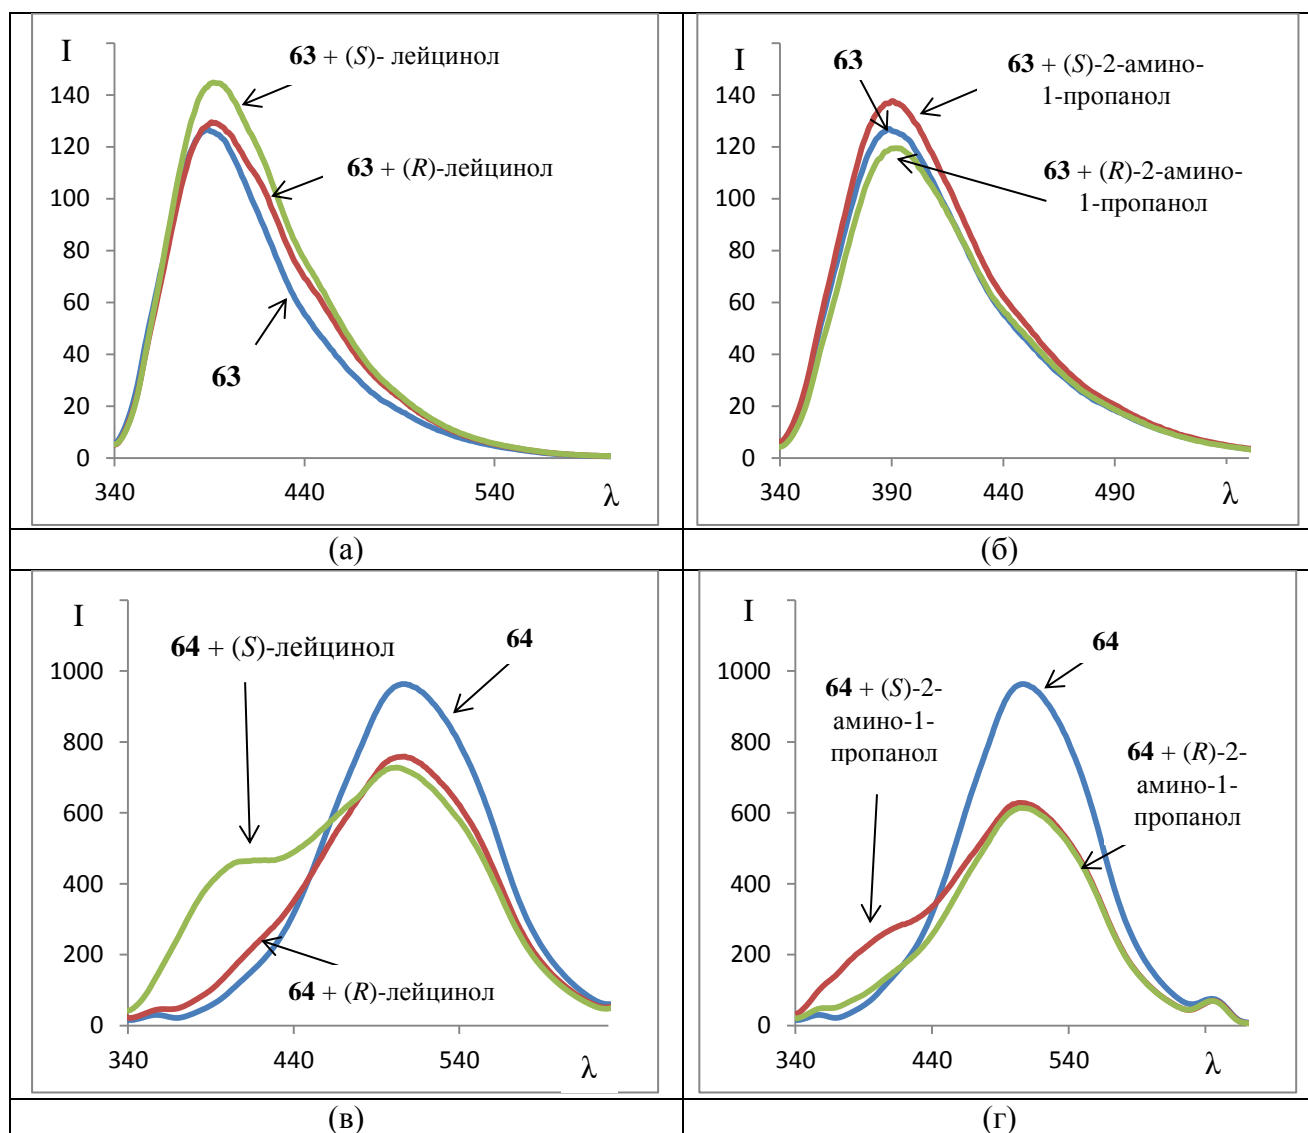 I
63 + (S)- лейцинол
140
120
63 + (R)-лейцинол
100
80
60
63
40
20
0
340
440
540
λ
(а)
I
63
63 + (S)-2-амино-
1-пропанол
140
120
63 + (R)-2-амино-
1-пропанол
100
80
60
40
20
0
340
390
440
490
λ
(б)
I
64 + (S)-лейцинол
64
1000
800
600
400
64 + (R)-лейцинол
200
0
340
440
540
λ
(в)
I
64
1000
64 + (S)-2-
амино-1-
пропанол
64 + (R)-2-
амино-1-
пропанол
800
600
400
200
0
340
440
540
λ
(г)